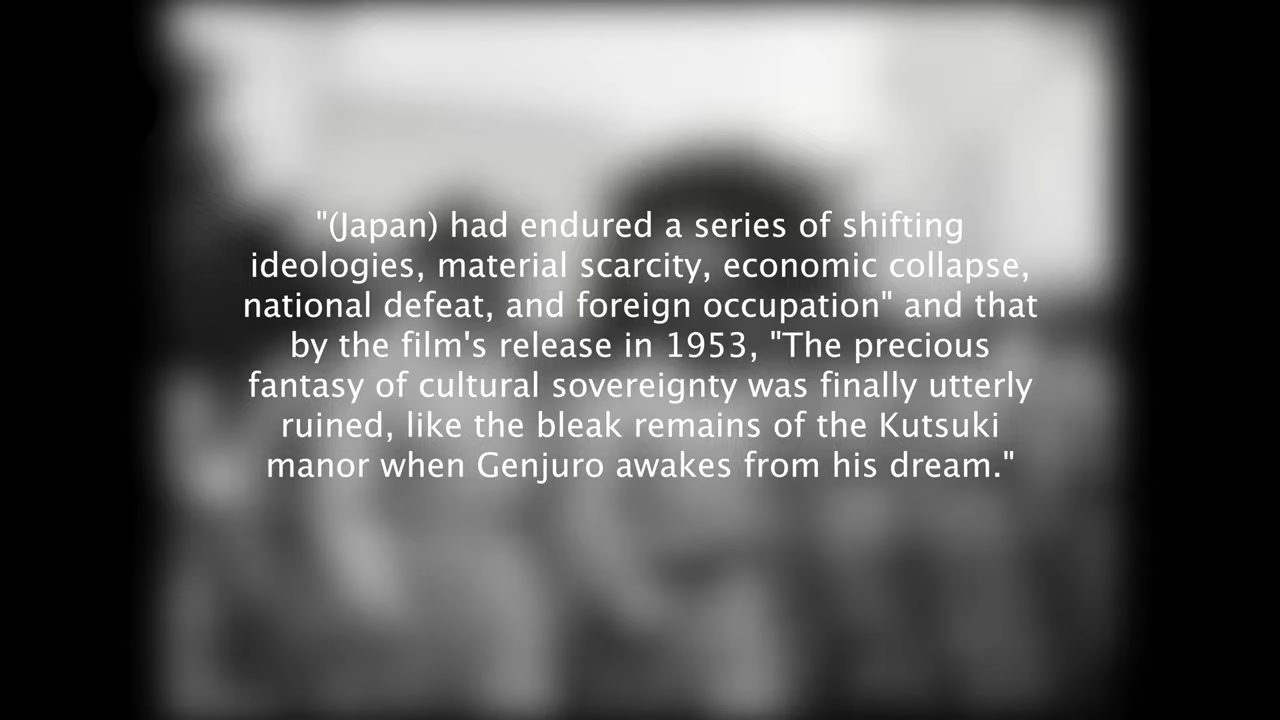 "(Japan) had endured a series of shifting
ideologies, material scarcity, economic collapse,
national defeat, and foreign occupation" and that
by the film's release in 1953, "The precious
fantasy of cultural sovereignty was finally utterly
ruined, like the bleak remains of the Kutsuki
manor when Genjuro awakes from his dream."